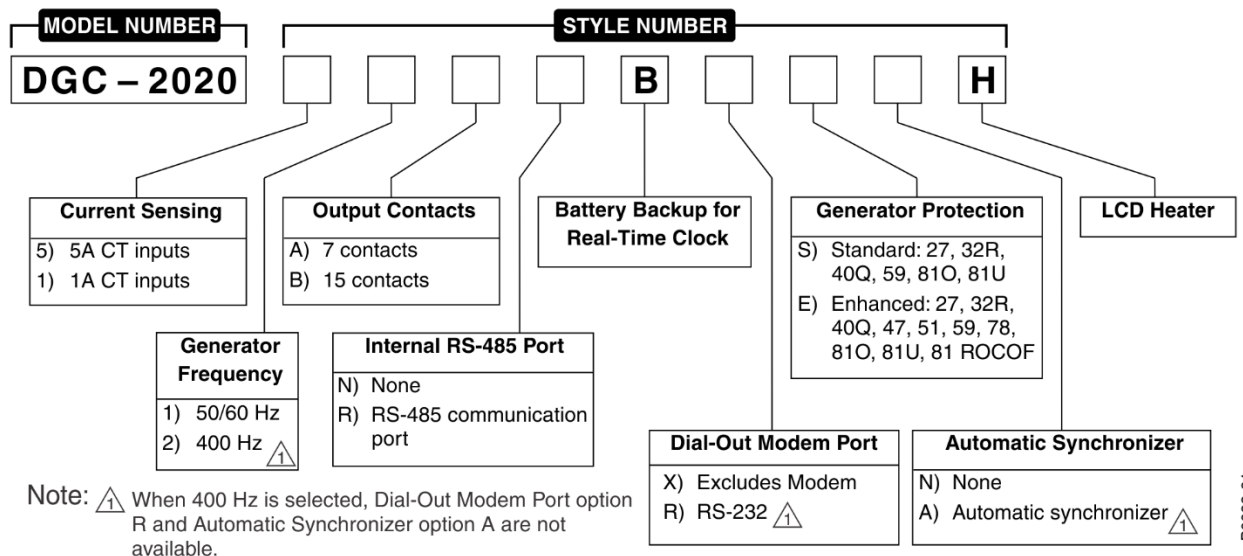 MODEL NUMBER
STYLE NUMBER
DGC – 2020
B
H
Current Sensing
5) 5A CT inputs
1) 1A CT inputs
Output Contacts
A) 7 contacts
B) 15 contacts
Battery Backup for
Real-Time Clock
Generator Protection
S) Standard: 27, 32R,
40Q, 59, 81O, 81U
E) Enhanced: 27, 32R,
40Q, 47, 51, 59, 78,
81O, 81U, 81 ROCOF
LCD Heater
Generator
Frequency
1) 50/60 Hz
2) 400 Hz 1
Internal RS-485 Port
N) None
R) RS-485 communication
port
Dial-Out Modem Port
X) Excludes Modem
R) RS-232 1
Automatic Synchronizer
N) None
A) Automatic synchronizer 1
Note: 1 When 400 Hz is selected, Dial-Out Modem Port option
R and Automatic Synchronizer option A are not
available.